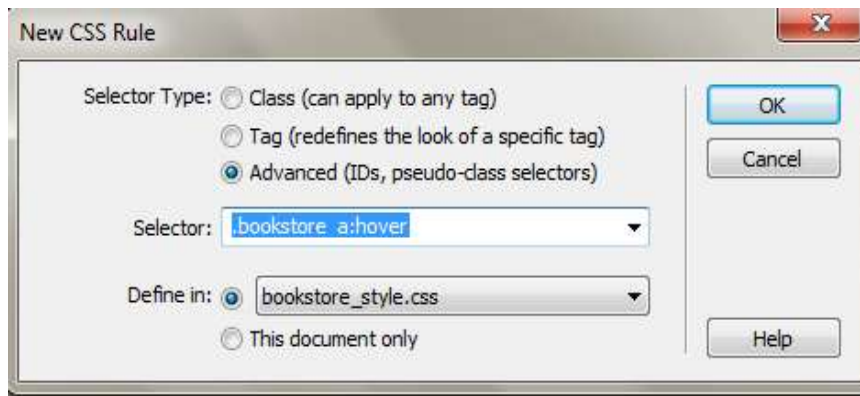 New CSS Rule
Selector Type: Class (can apply to any tag)
Tag (redefines the look of a specific tag)
Advanced (IDs, pseudo-class selectors)
Selector: .bookstore a:hover
Define in: bookstore_style.css
This document only
OK
Cancel
Help